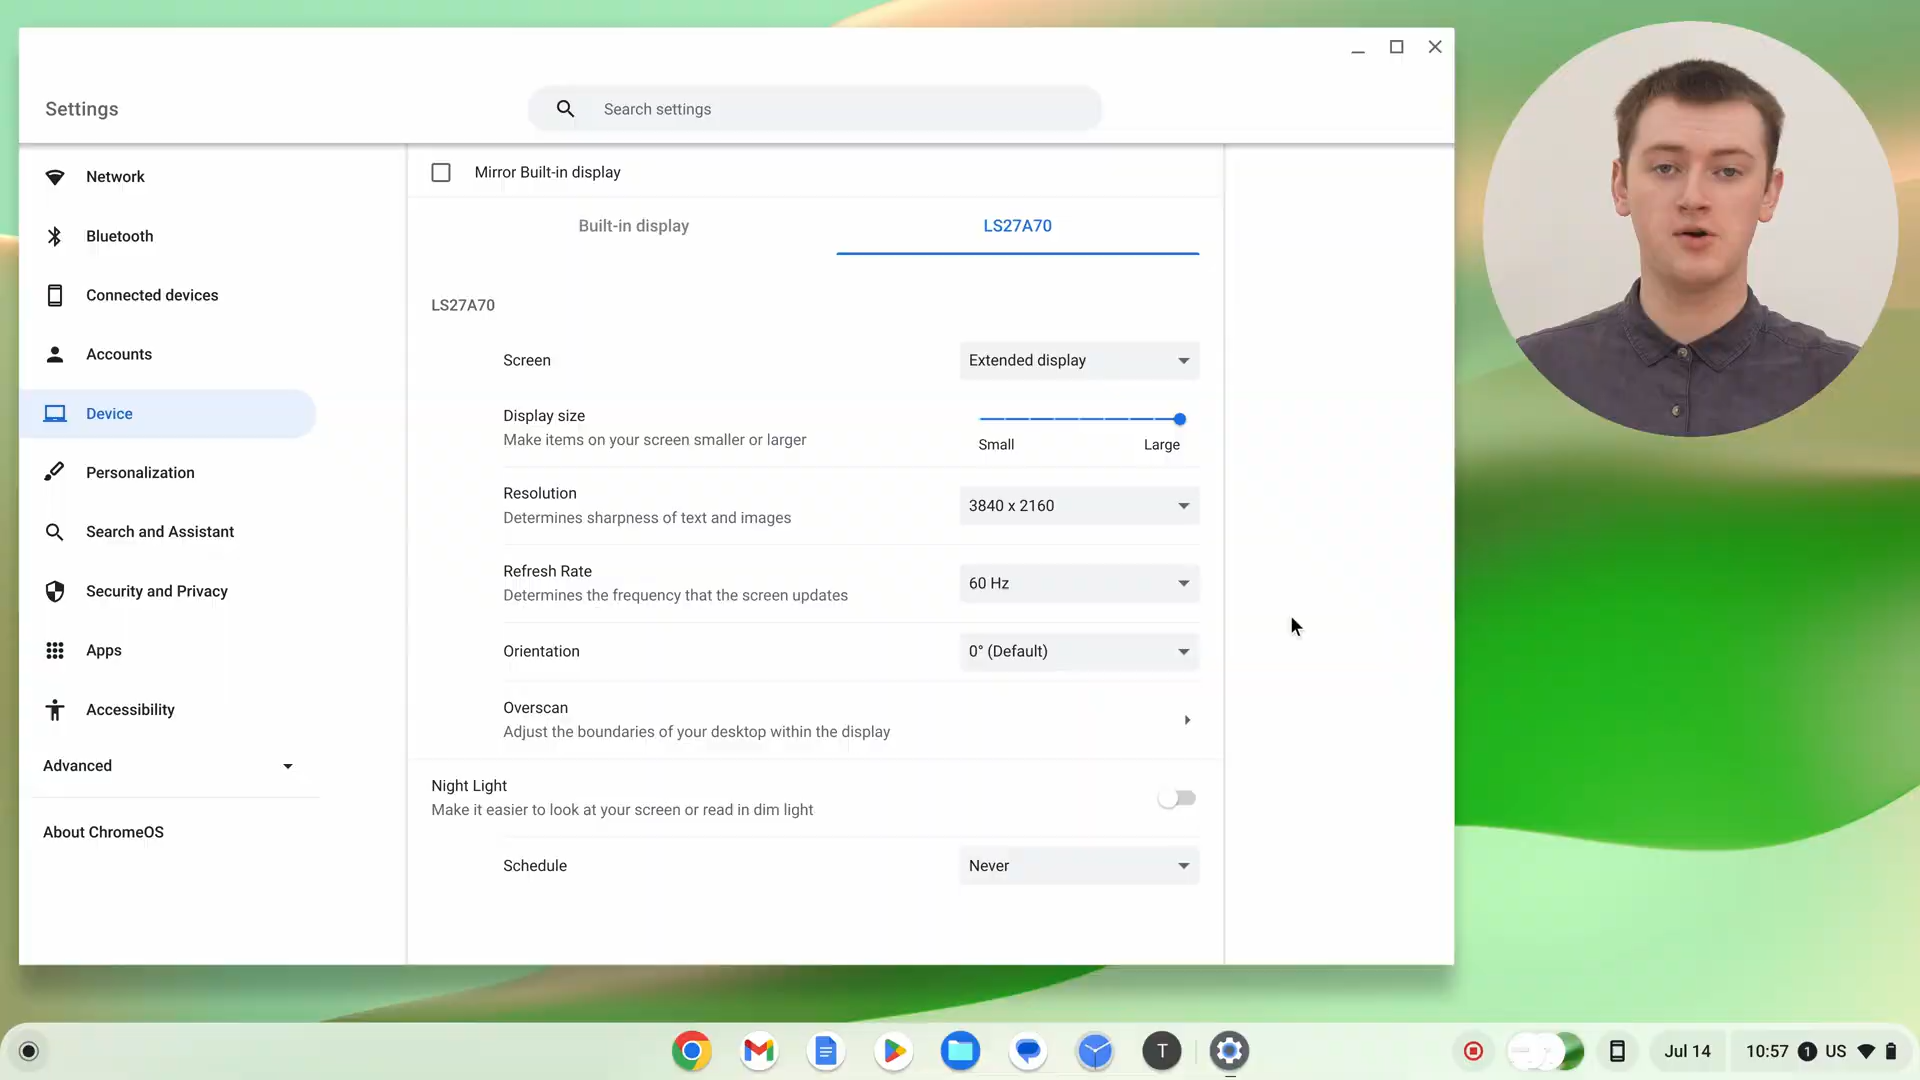 Settings
Search settings
Network
Bluetooth
Connected devices
Accounts
Device
Personalization
Search and Assistant
Security and Privacy
Apps
Accessibility
Advanced
About ChromeOS
Mirror Built-in display
Built-in display
LS27A70
LS27A70
Screen
Extended display
Display size
Make items on your screen smaller or larger
Small
Large
Resolution
Determines sharpness of text and images
3840 x 2160
Refresh Rate
Determines the frequency that the screen updates
60 Hz
Orientation
0° (Default)
Overscan
Adjust the boundaries of your desktop within the display
Night Light
Make it easier to look at your screen or read in dim light
Schedule
Never
T
Jul 14
10:57 1 US